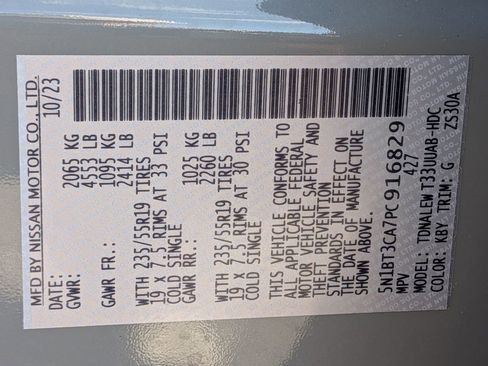 MFD BY NISSAN MOTOR CO., LTD.
DATE: 10/23
GVWR: 2065 KG
4553 LB
GAWR FR: 1095 KG
2414 LB
WITH 235/55R19 TIRES
19 X 7.5 RIMS AT 33 PSI
COLD SINGLE
GAWR RR: 1025 KG
2260 LB
WITH 235/55R19 TIRES
19 X 7.5 RIMS AT 30 PSI
COLD SINGLE
THIS VEHICLE CONFORMS TO
ALL APPLICABLE FEDERAL
MOTOR VEHICLE SAFETY AND
THEFT PREVENTION
STANDARDS IN EFFECT ON
THE DATE OF MANUFACTURE
SHOWN ABOVE.
5N1BT3CA7PC916829
MPV 427
MODEL: TDNALEW T33UUAB-HDC
COLOR: KBY TRIM: G ZS30A